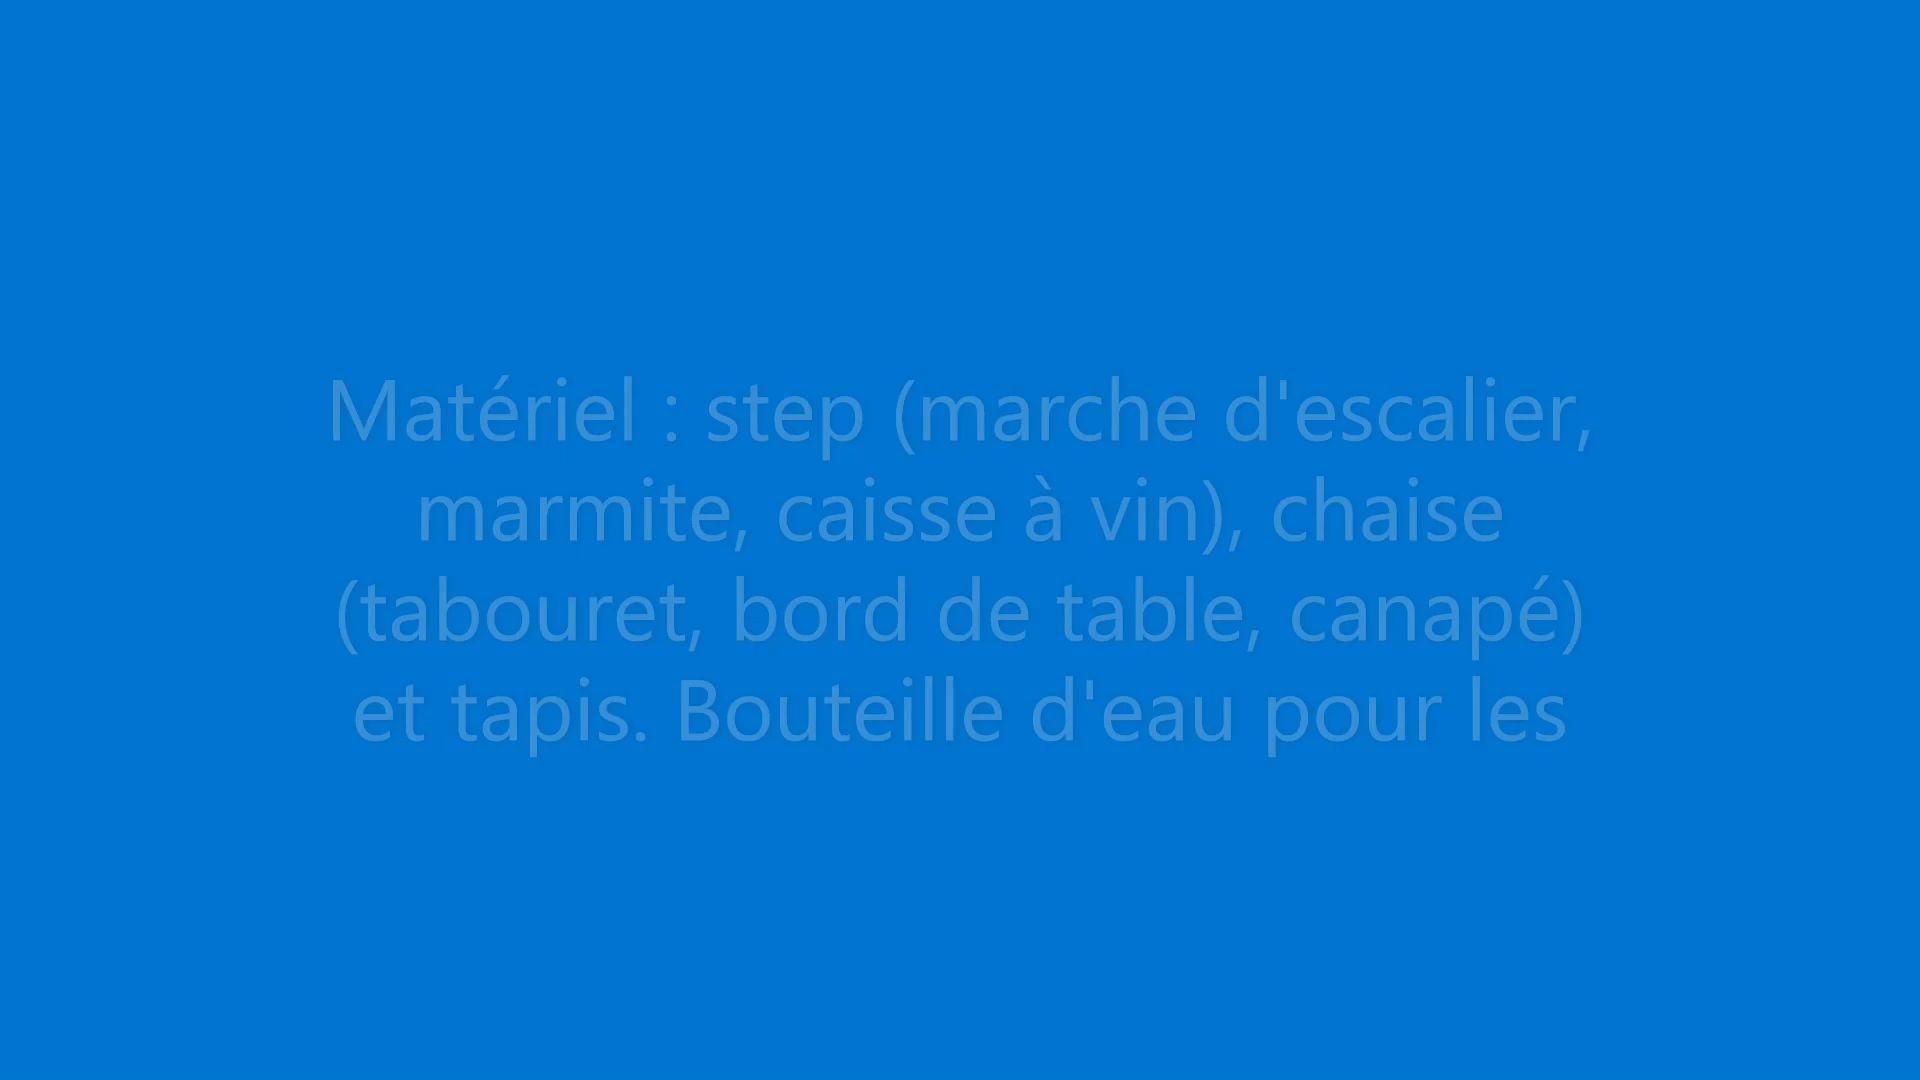 Matériel : step (marche d'escalier,
marmite, caisse à vin), chaise
(tabouret, bord de table, canapé)
et tapis. Bouteille d'eau pour les